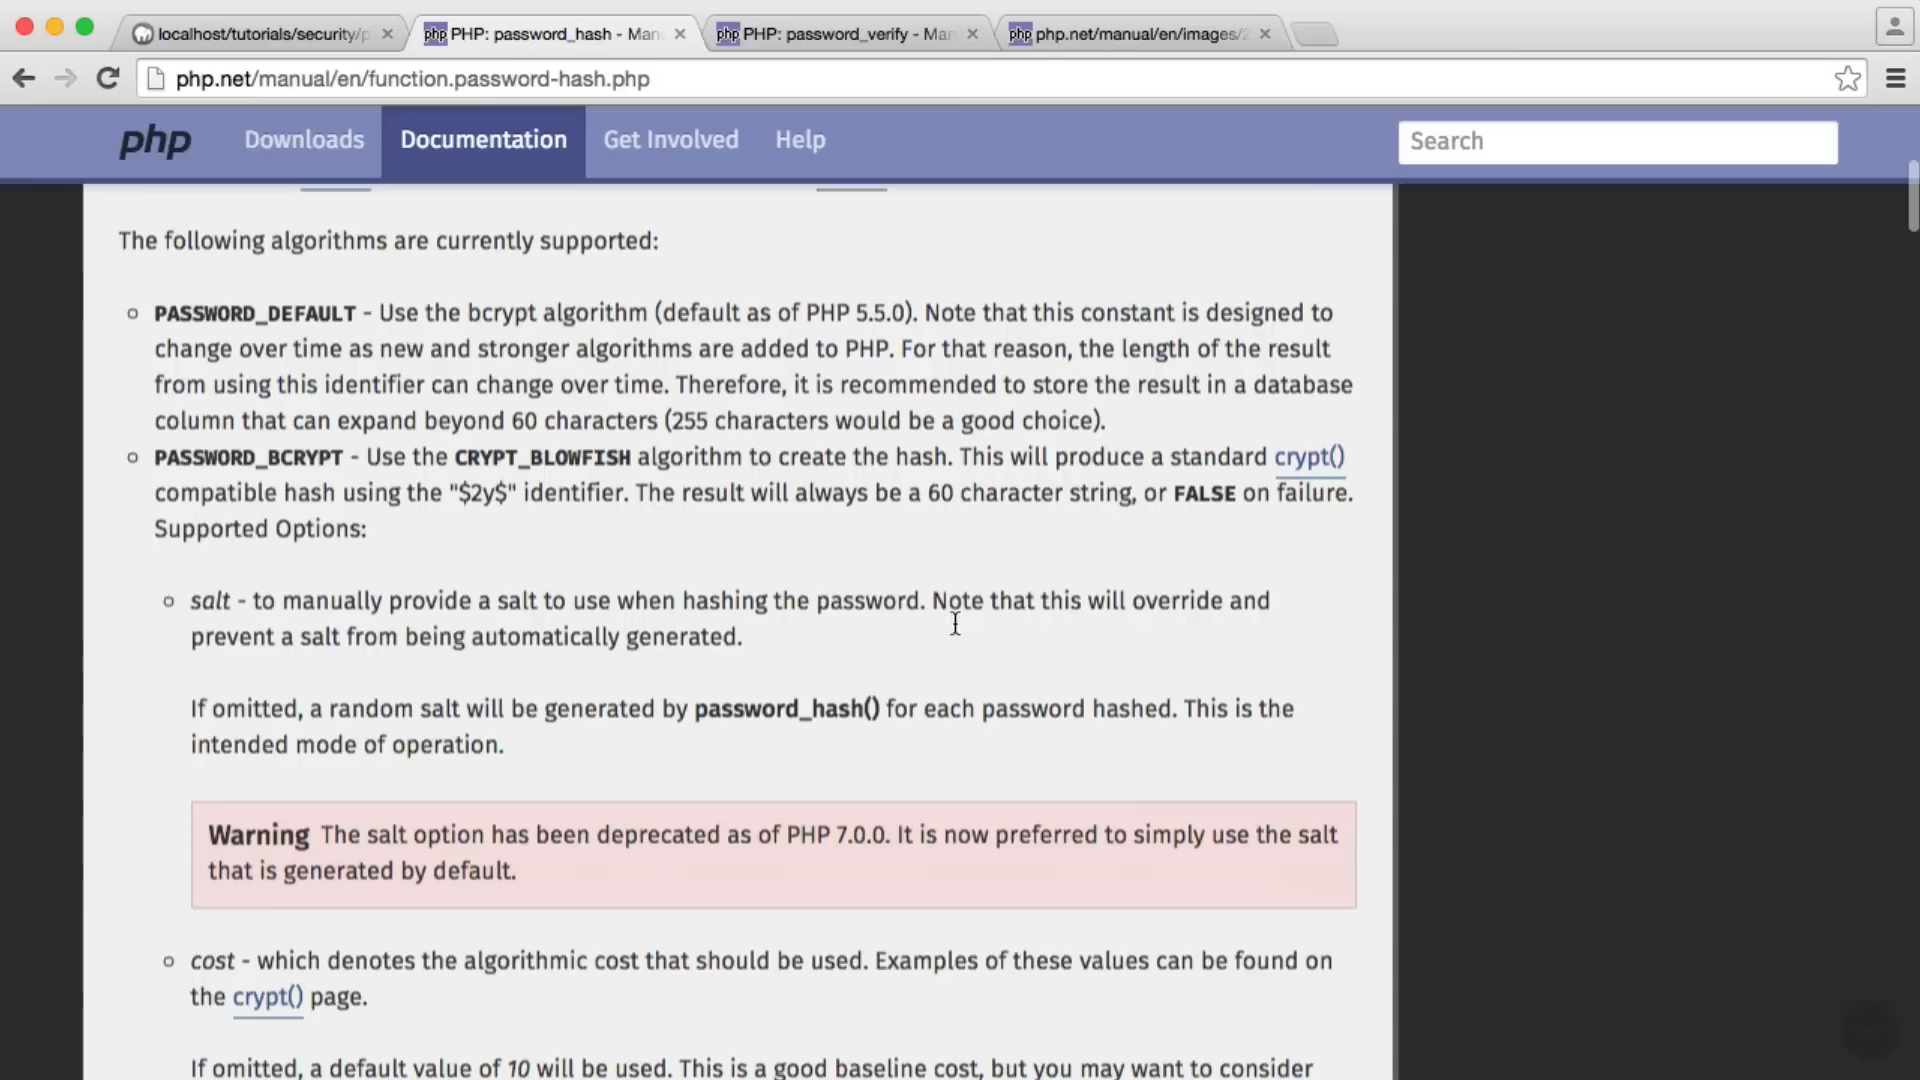 localhost/tutorials/security/p
php PHP: password_hash - Man
php PHP: password_verify - Man
php php.net/manual/en/images/2
php.net/manual/en/function.password-hash.php
php Downloads Documentation Get Involved Help Search
The following algorithms are currently supported:
PASSWORD_DEFAULT - Use the bcrypt algorithm (default as of PHP 5.5.0). Note that this constant is designed to
change over time as new and stronger algorithms are added to PHP. For that reason, the length of the result
from using this identifier can change over time. Therefore, it is recommended to store the result in a database
column that can expand beyond 60 characters (255 characters would be a good choice).
PASSWORD_BCRYPT - Use the CRYPT_BLOWFISH algorithm to create the hash. This will produce a standard crypt()
compatible hash using the "$2y$" identifier. The result will always be a 60 character string, or FALSE on failure.
Supported Options:
salt - to manually provide a salt to use when hashing the password. Note that this will override and
prevent a salt from being automatically generated.
If omitted, a random salt will be generated by password_hash() for each password hashed. This is the
intended mode of operation.
Warning The salt option has been deprecated as of PHP 7.0.0. It is now preferred to simply use the salt
that is generated by default.
cost - which denotes the algorithmic cost that should be used. Examples of these values can be found on
the crypt() page.
If omitted, a default value of 10 will be used. This is a good baseline cost, but you may want to consider